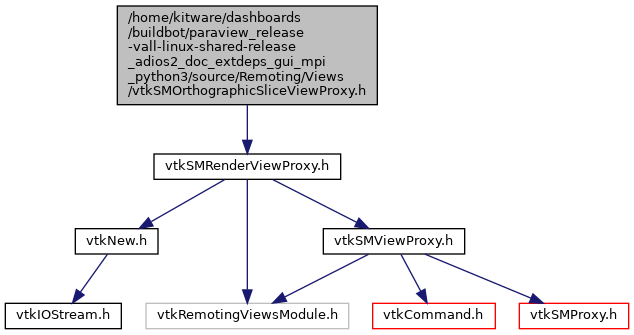 /home/kitware/dashboards
/buildbot/paraview_release
-vall-linux-shared-release
_adios2_doc_extdeps_gui_mpi
_python3/source/Remoting/Views
/vtkSMOrthographicSliceViewProxy.h
vtkSMRenderViewProxy.h
vtkNew.h
vtkSMViewProxy.h
vtkIOStream.h
vtkRemotingViewsModule.h
vtkCommand.h
vtkSMProxy.h